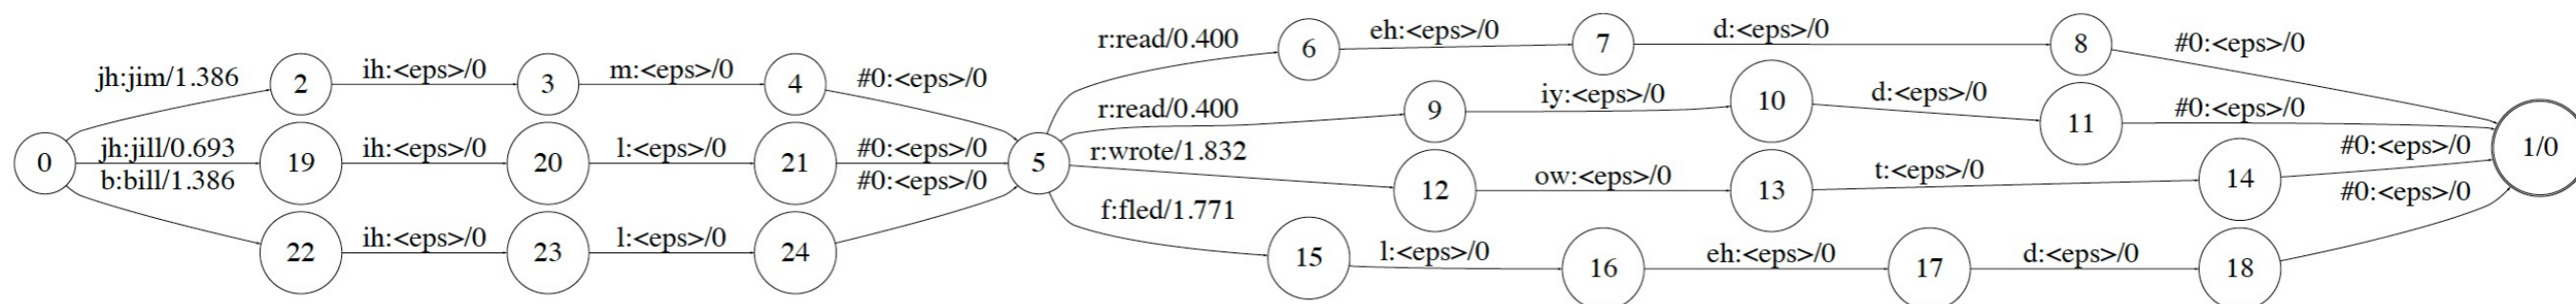 r:read/0.400
6
eh:<eps>/0
7
d:<eps>/0
8
#0:<eps>/0
jh:jim/1.386
2
ih:<eps>/0
3
m:<eps>/0
4
#0:<eps>/0
r:read/0.400
9
iy:<eps>/0
10
d:<eps>/0
11
#0:<eps>/0
0
jh:jill/0.693
19
ih:<eps>/0
20
l:<eps>/0
21
#0:<eps>/0
5
r:wrote/1.832
12
ow:<eps>/0
13
t:<eps>/0
14
#0:<eps>/0
1/0
b:bill/1.386
22
ih:<eps>/0
23
l:<eps>/0
24
#0:<eps>/0
f:fled/1.771
15
l:<eps>/0
16
eh:<eps>/0
17
d:<eps>/0
18
#0:<eps>/0